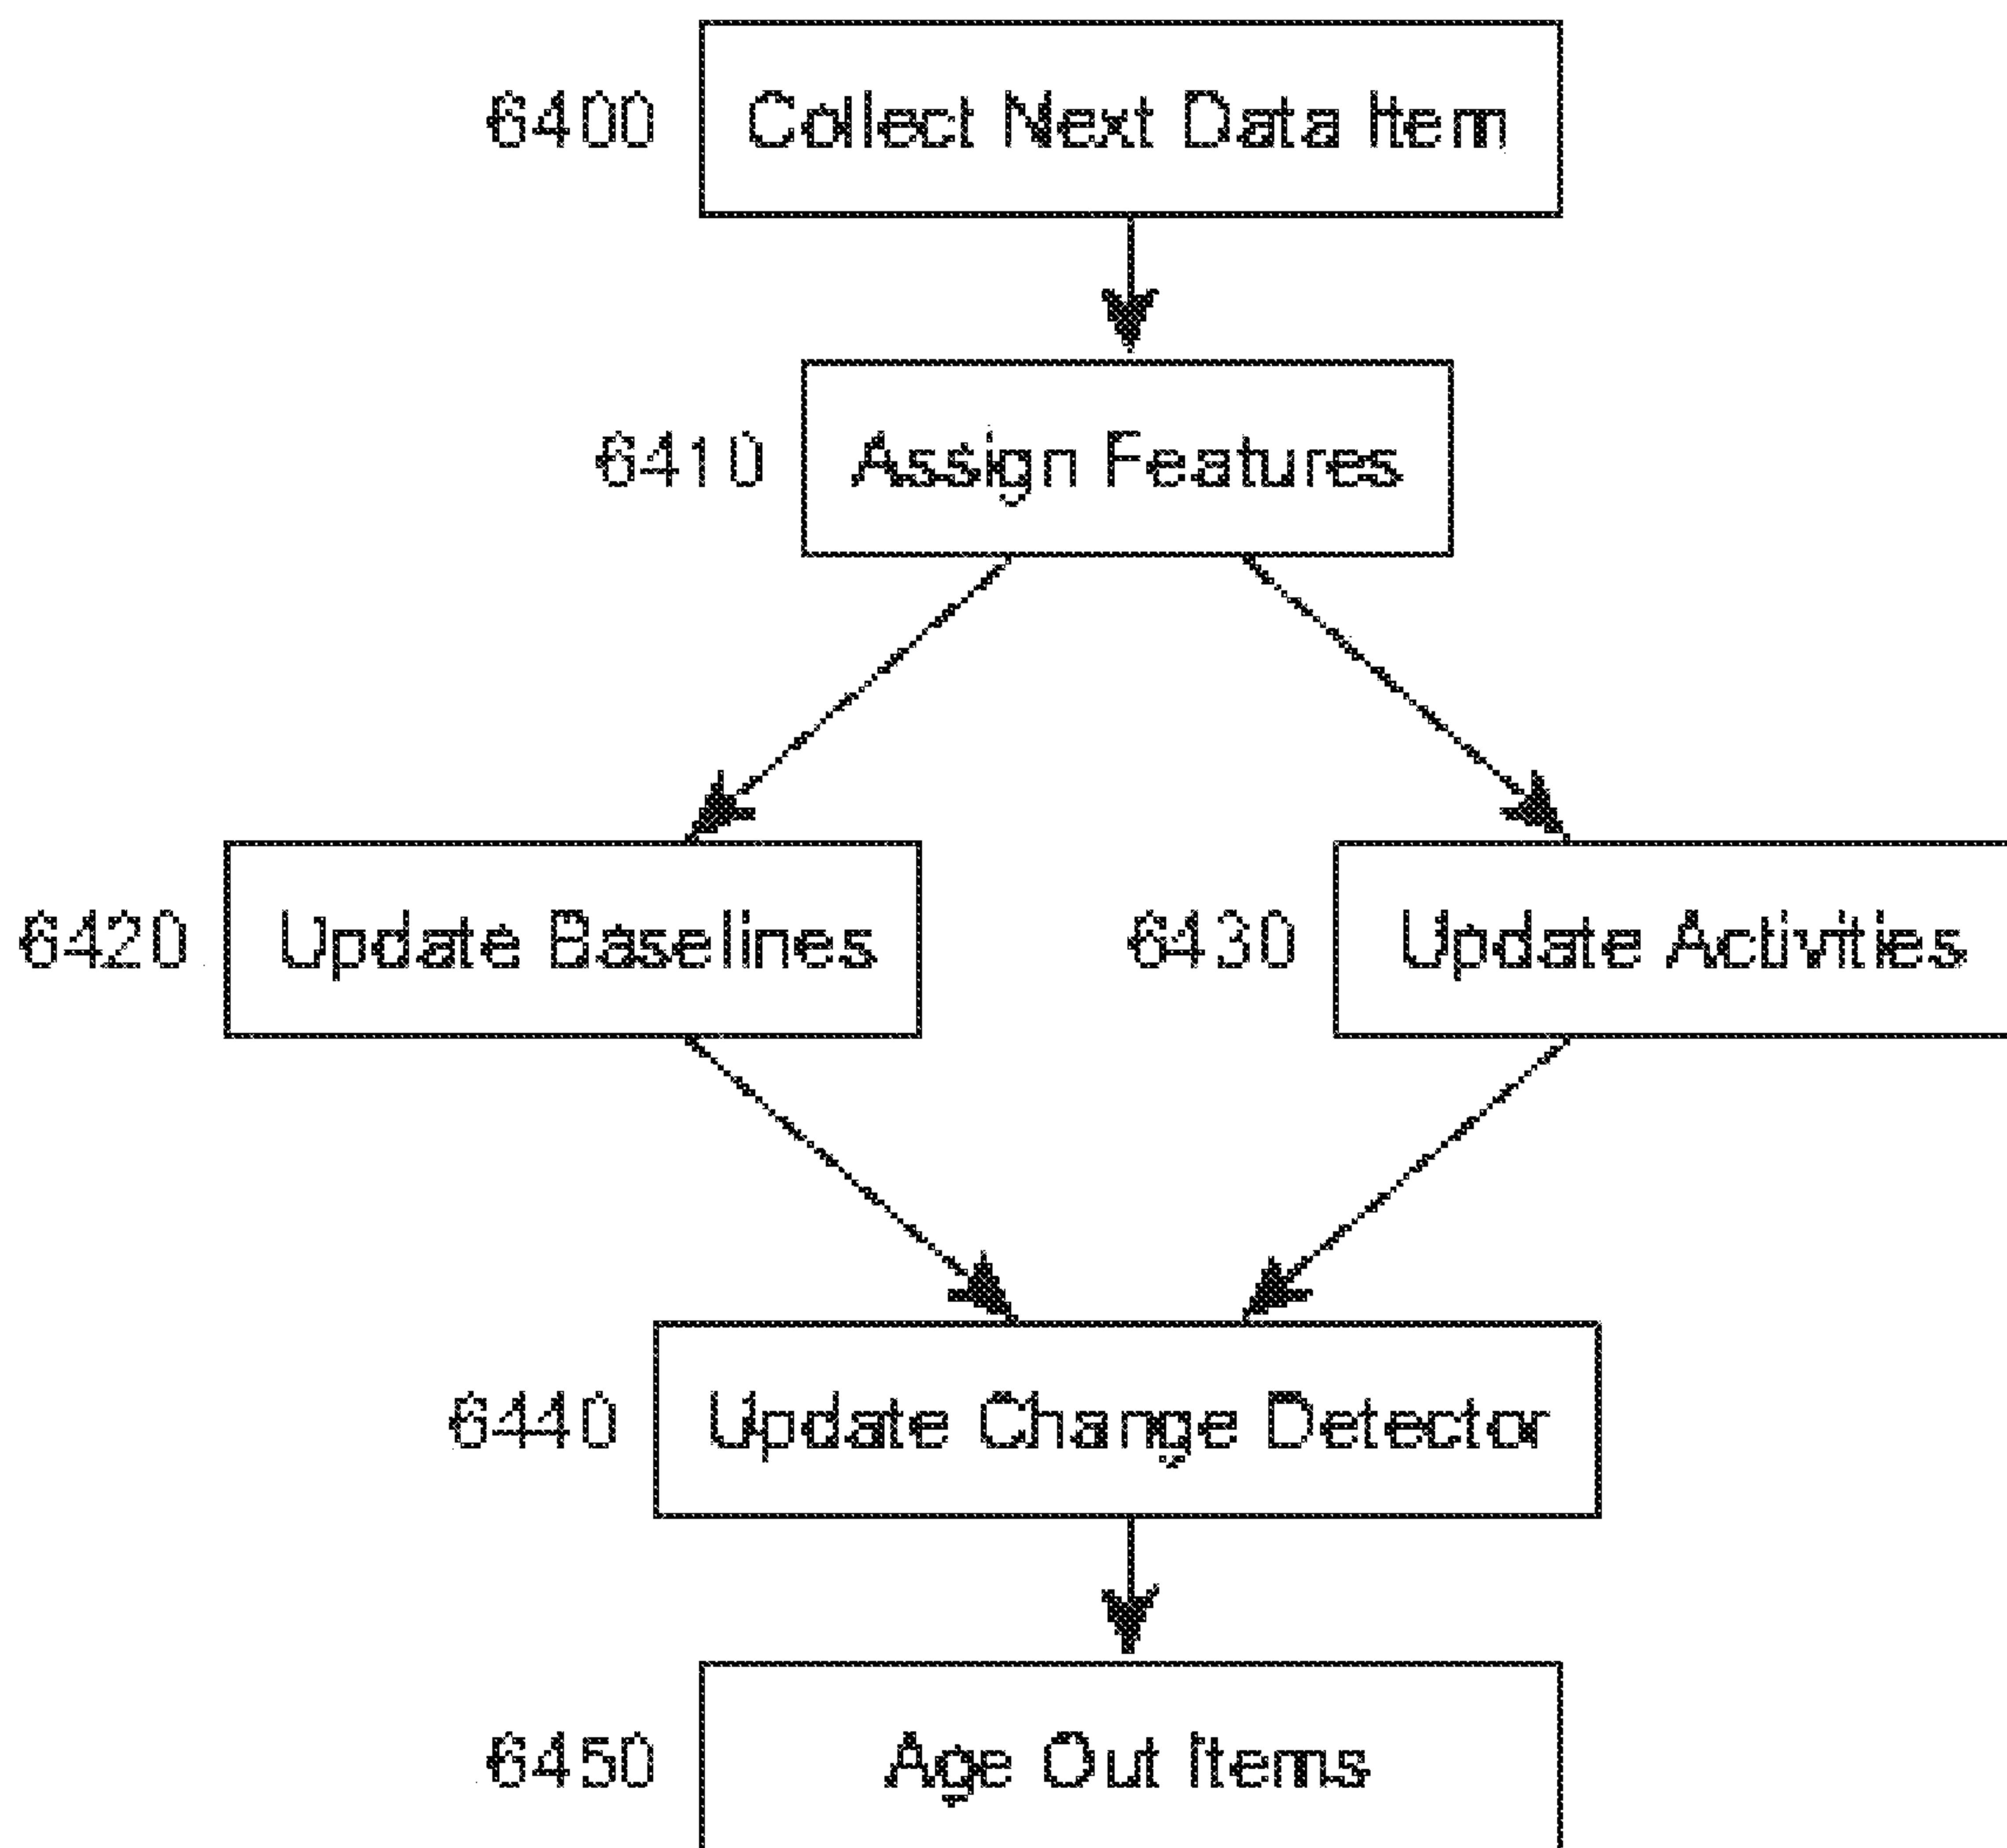 6400 Collect Next Data Item
6410 Assign Features
6420 Update Baselines 6430 Update Activities
6440 Update Change Detector
6450 Age Out Items